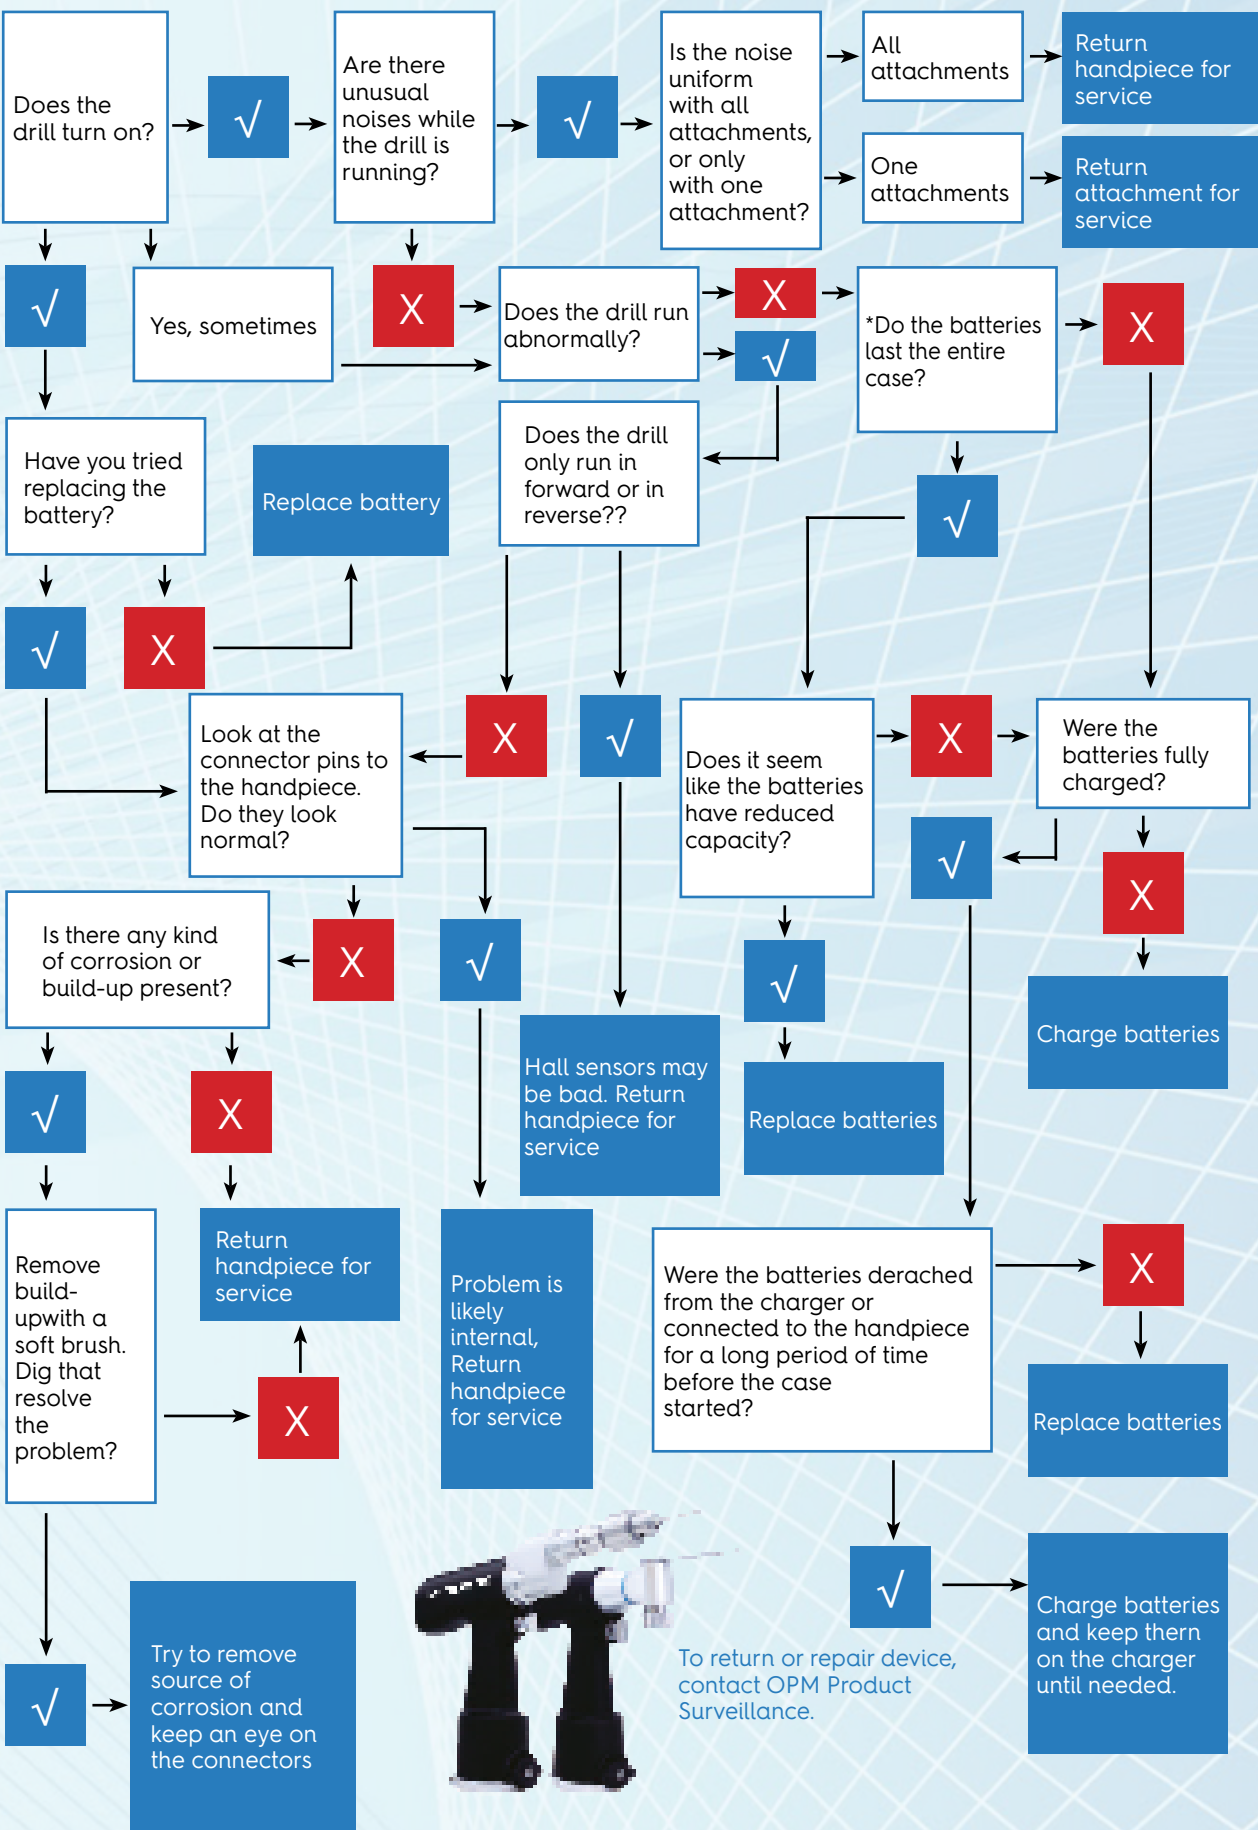 Does the
drill turn on?
√
Are there
unusual
noises while
the drill is
running?
√
Is the noise
uniform
with all
attachments,
or only
with one
attachment?
All
attachments
Return
handpiece for
service
One
attachments
Return
attachment for
service
√
Yes, sometimes
X
Does the drill run
abnormally?
X
√
*Do the batteries
last the entire
case?
X
Have you tried
replacing the
battery?
Replace battery
Does the drill
only run in
forward or in
reverse??
√
√
X
Look at the
connector pins to
the handpiece.
Do they look
normal?
X
√
Does it seem
like the batteries
have reduced
capacity?
X
Were the
batteries fully
charged?
√
X
Is there any kind
of corrosion or
build-up present?
X
√
√
Charge batteries
√
X
Hall sensors may
be bad. Return
handpiece for
service
Replace batteries
Remove
build-
upwith a
soft brush.
Dig that
resolve
the
problem?
Return
handpiece for
service
X
Problem is
likely
internal,
Return
handpiece
for service
Were the batteries derached
from the charger or
connected to the handpiece
for a long period of time
before the case
started?
X
Replace batteries
√
Try to remove
source of
corrosion and
keep an eye on
the connectors
√
Charge batteries
and keep thern
on the charger
until needed.
To return or repair device,
contact OPM Product
Surveillance.